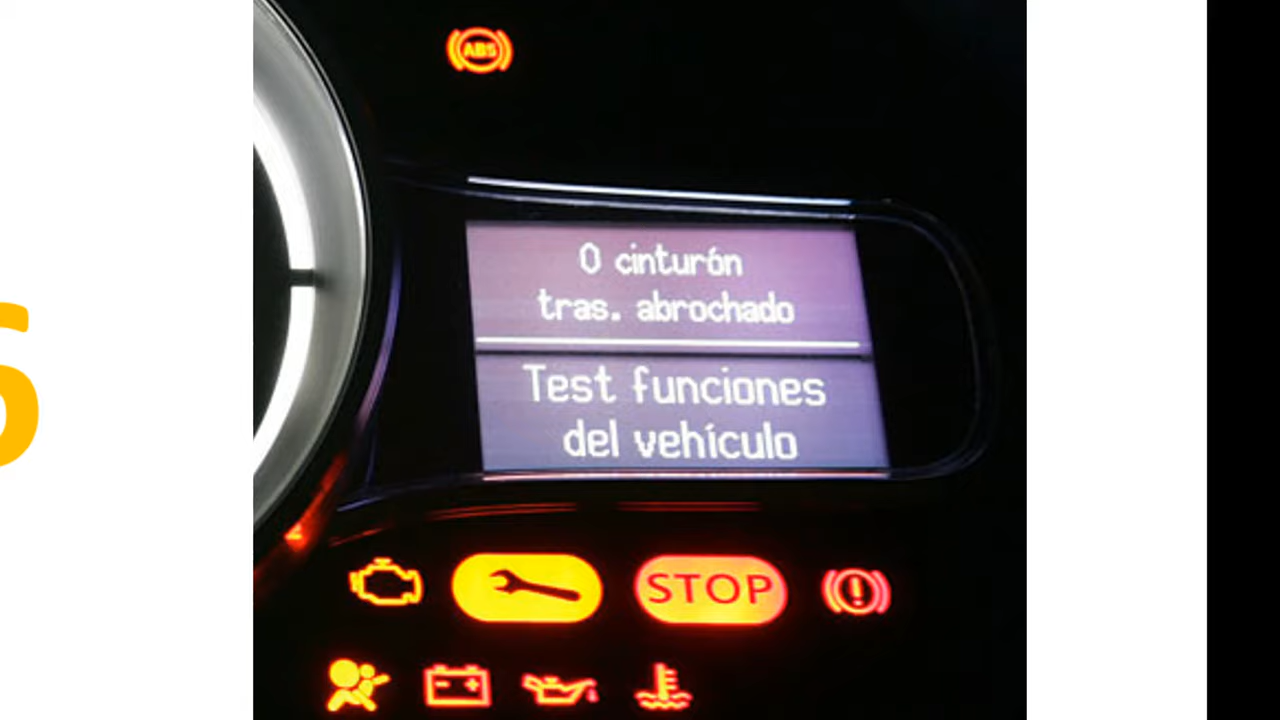 ABS
0 cinturón
tras. abrochado
Test funciones
del vehículo
STOP